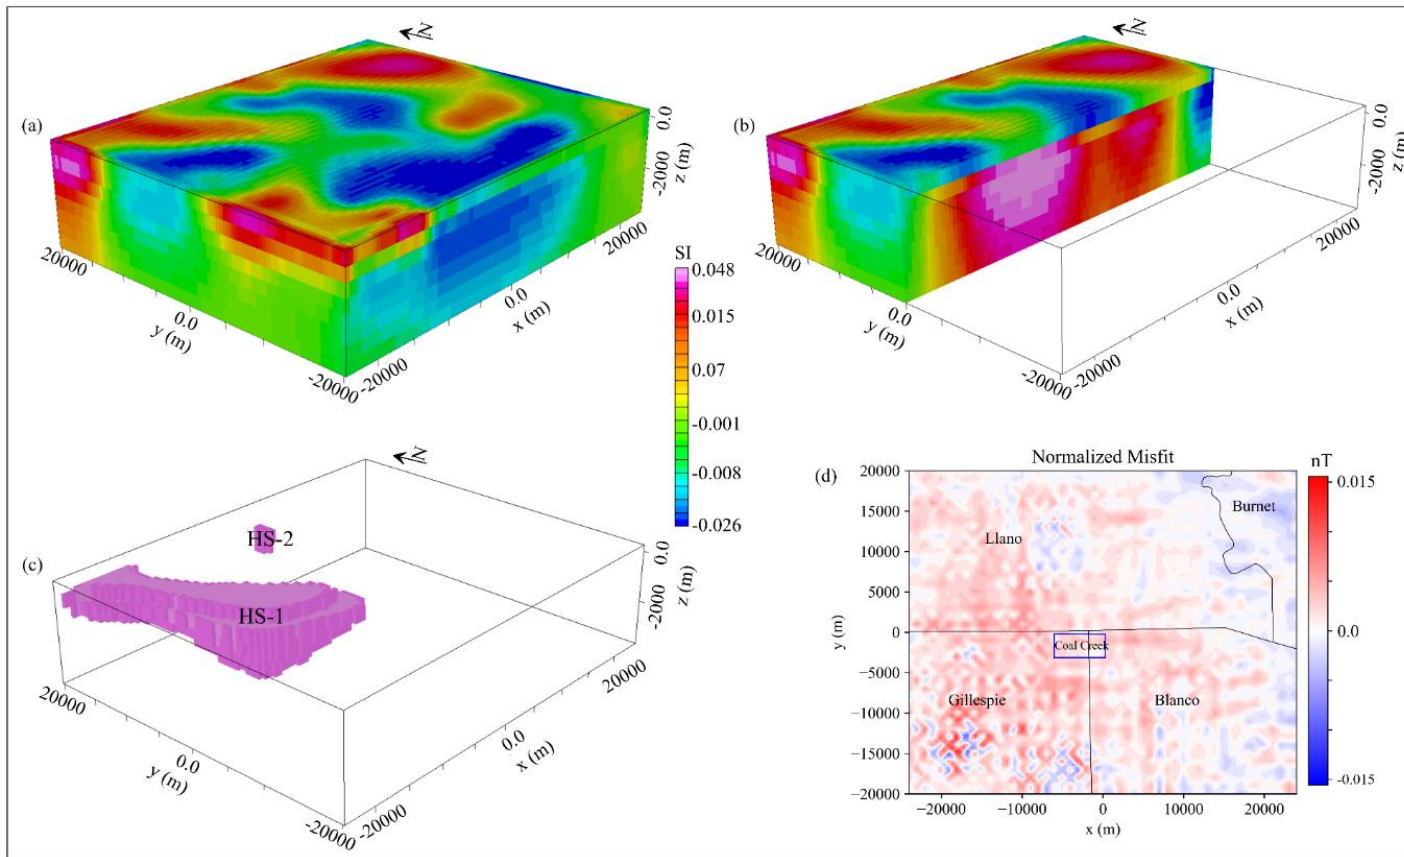 N
(a)
0.0
-2000
z (m)
20000
0.0
y (m)
-20000
-20000
0.0
x (m)
20000
SI
0.048
0.015
0.07
-0.001
-0.008
-0.026
N
(b)
0.0
-2000
z (m)
20000
0.0
y (m)
-20000
-20000
0.0
x (m)
20000
N
(c)
HS-2
HS-1
0.0
-2000
z (m)
20000
0.0
y (m)
-20000
-20000
0.0
x (m)
20000
Normalized Misfit
(d)
nT
20000
15000
10000
5000
0
−5000
−10000
−15000
−20000
y (m)
Burnet
Llano
Coal Creek
Gillespie
Blanco
−20000
−10000
0
10000
20000
x (m)
0.015
0.0
-0.015